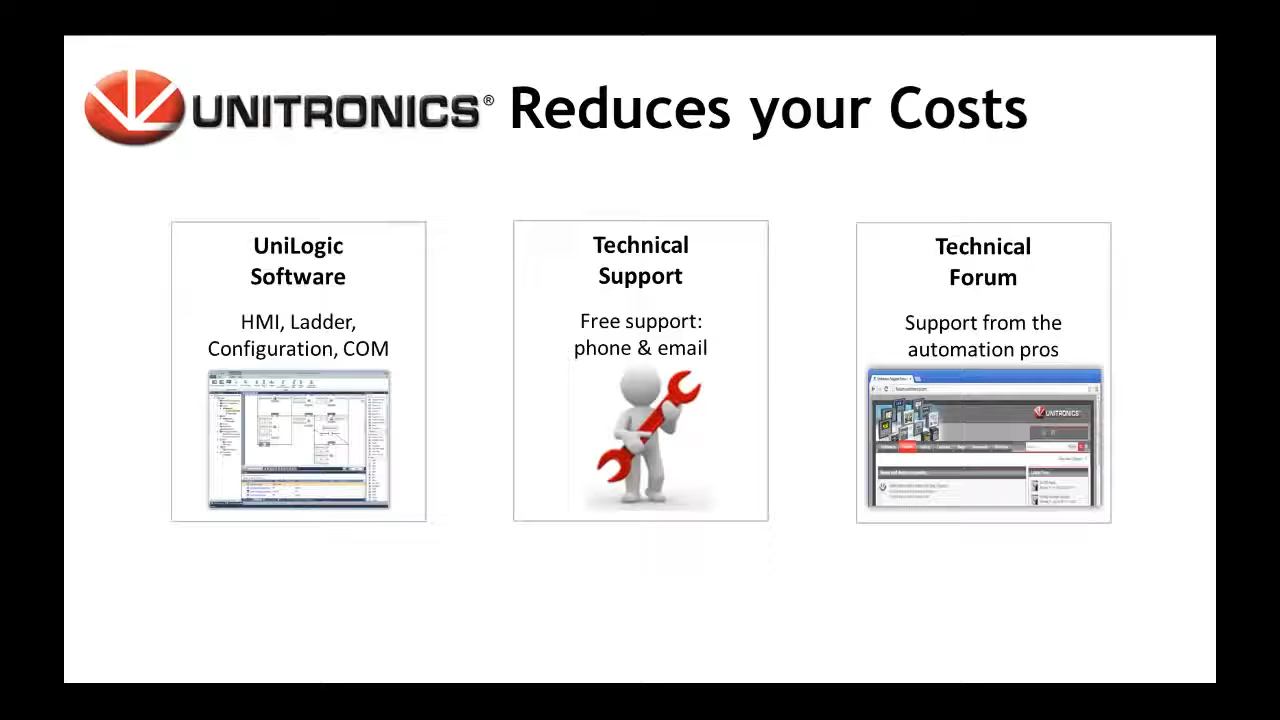 UNITRONICS® Reduces your Costs
UniLogic
Software
HMI, Ladder,
Configuration, COM
Technical
Support
Free support:
phone & email
Technical
Forum
Support from the
automation pros
UNITRONICS